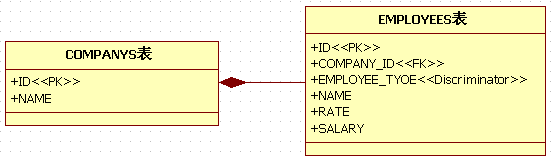 COMPANYS表
+ID<<PK>>
+NAME
EMPLOYEES表
+ID<<PK>>
+COMPANY_ID<<FK>>
+EMPLOYEE_TYOE<<Discriminator>>
+NAME
+RATE
+SALARY